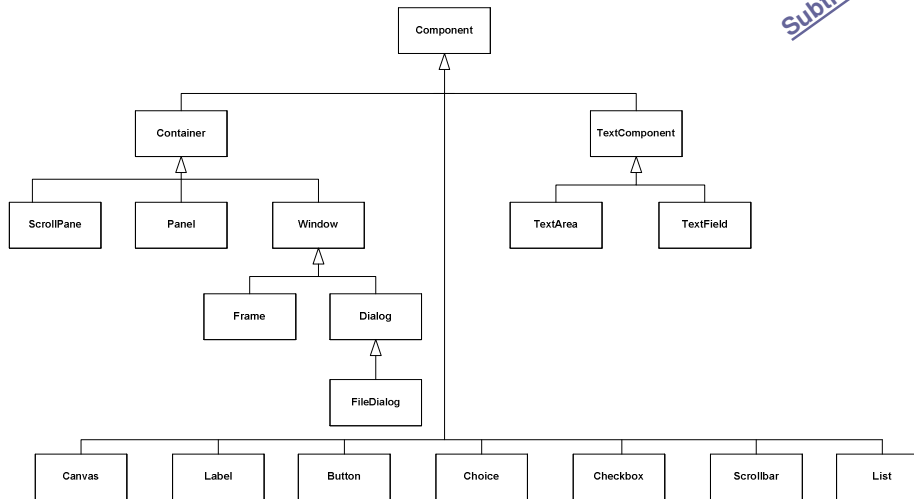 Component
Container
TextComponent
ScrollPane
Panel
Window
TextArea
TextField
Frame
Dialog
FileDialog
Canvas
Label
Button
Choice
Checkbox
Scrollbar
List